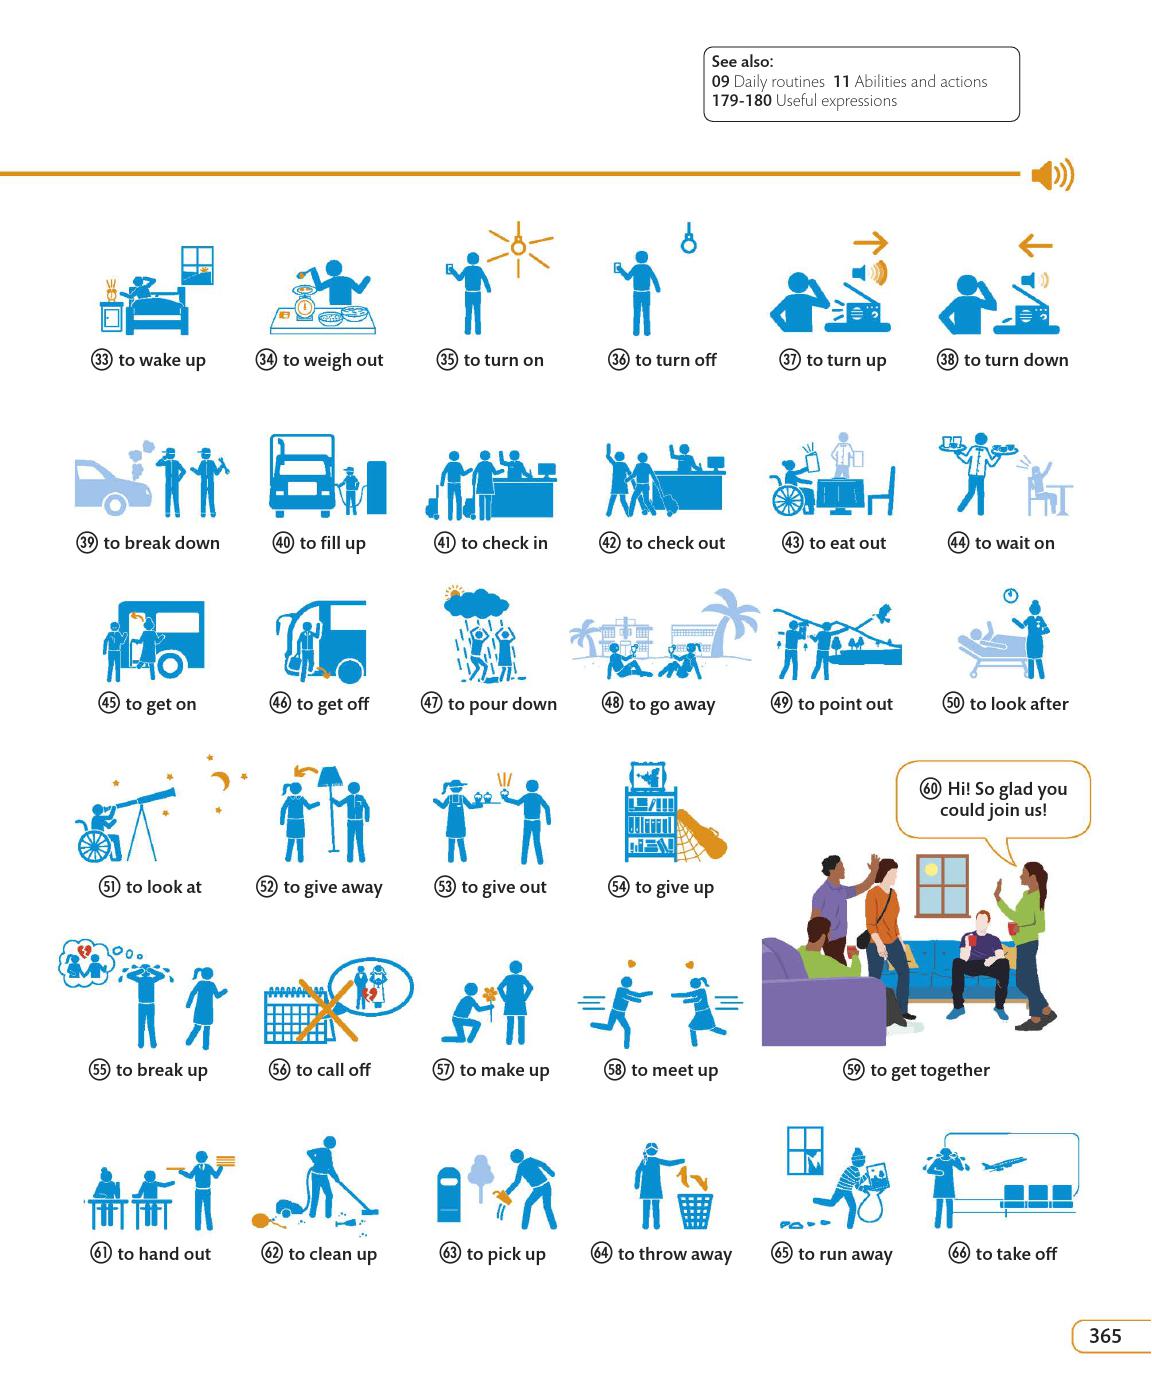 See also:
09 Daily routines 11 Abilities and actions
179-180 Useful expressions
33 to wake up
34 to weigh out
35 to turn on
36 to turn off
37 to turn up
38 to turn down
39 to break down
40 to fill up
41 to check in
42 to check out
43 to eat out
44 to wait on
45 to get on
46 to get off
47 to pour down
48 to go away
49 to point out
50 to look after
51 to look at
52 to give away
53 to give out
54 to give up
60 Hi! So glad you
could join us!
55 to break up
56 to call off
57 to make up
58 to meet up
59 to get together
61 to hand out
62 to clean up
63 to pick up
64 to throw away
65 to run away
66 to take off
365